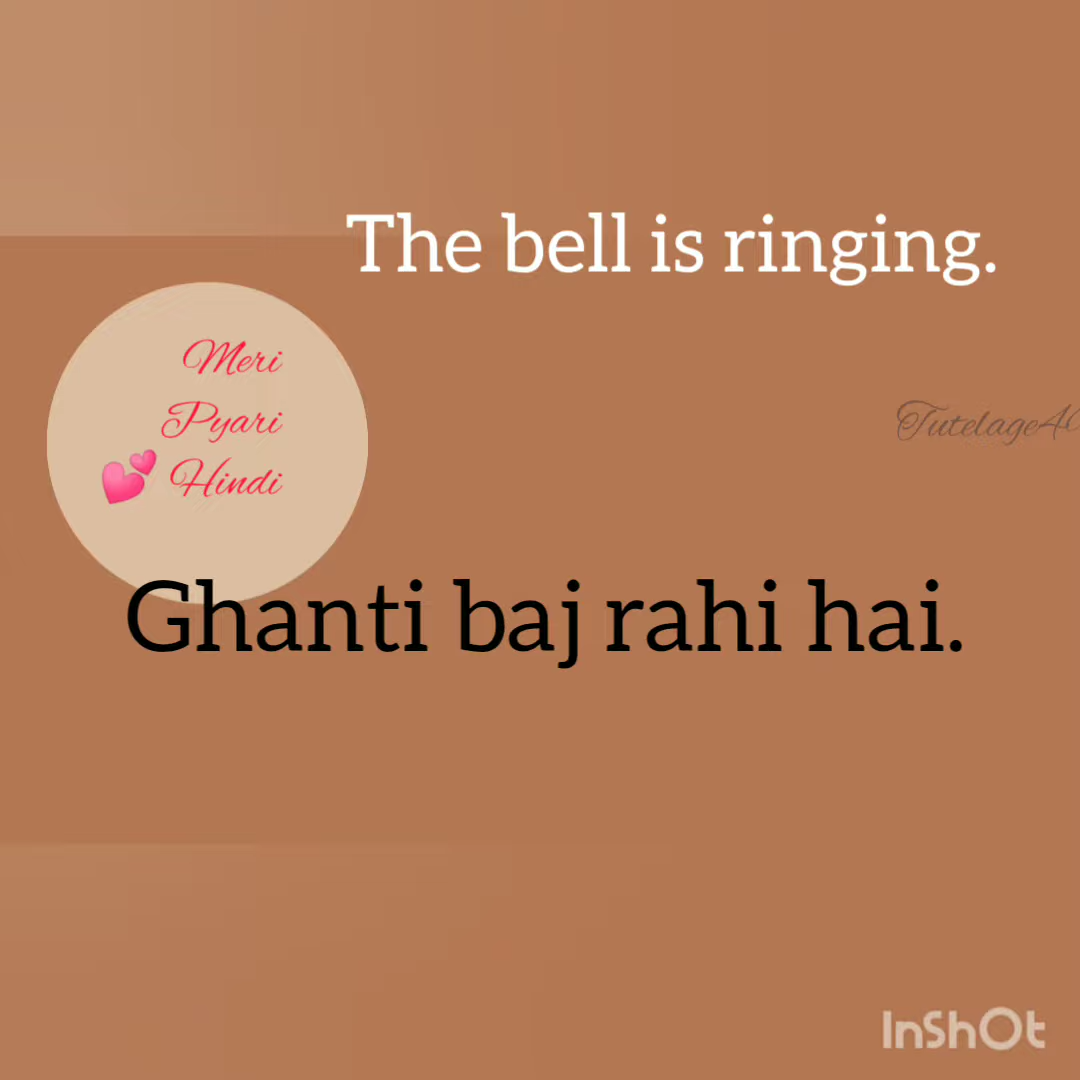 The bell is ringing.
Meri
Pyari
💕 Hindi
Ghanti baj rahi hai.
InShOt